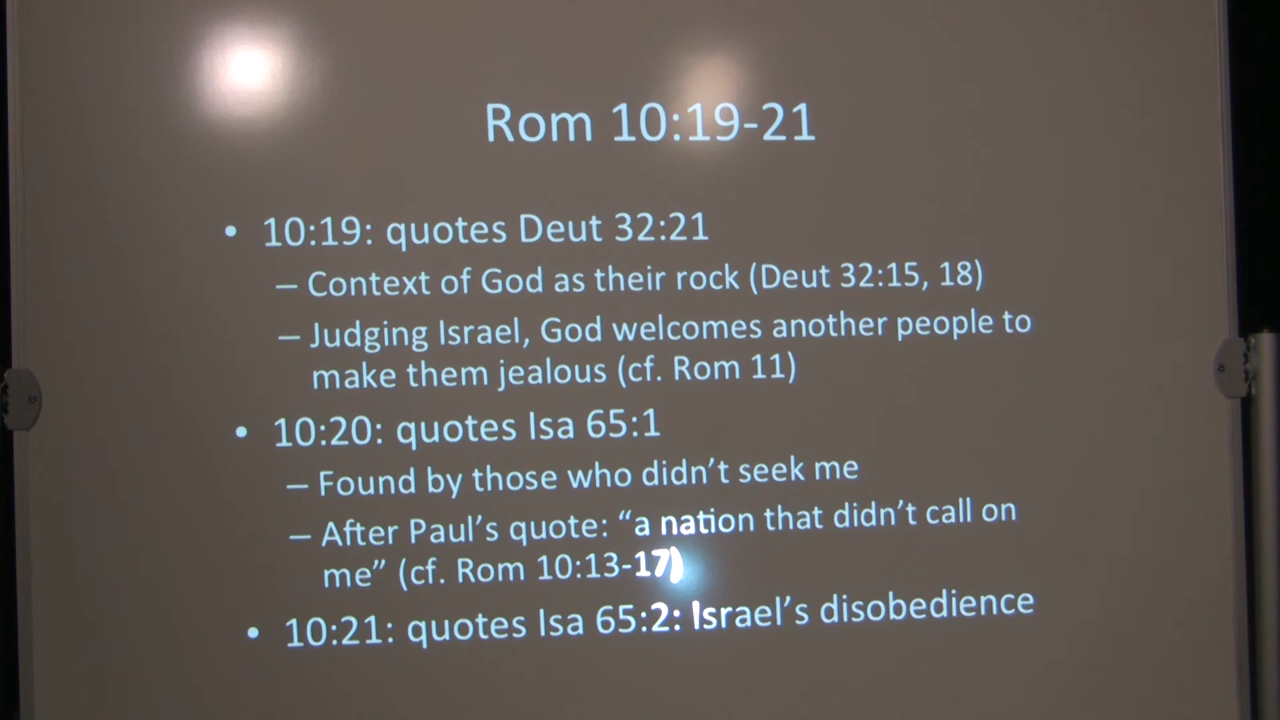 Rom 10:19-21
• 10:19: quotes Deut 32:21
– Context of God as their rock (Deut 32:15, 18)
– Judging Israel, God welcomes another people to
make them jealous (cf. Rom 11)
• 10:20: quotes Isa 65:1
– Found by those who didn’t seek me
– After Paul’s quote: “a nation that didn’t call on
me” (cf. Rom 10:13-17)
• 10:21: quotes Isa 65:2: Israel’s disobedience